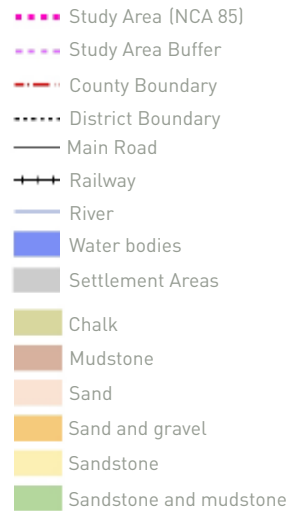 Study Area (NCA 85)
Study Area Buffer
County Boundary
District Boundary
Main Road
Railway
River
Water bodies
Settlement Areas
Chalk
Mudstone
Sand
Sand and gravel
Sandstone
Sandstone and mudstone